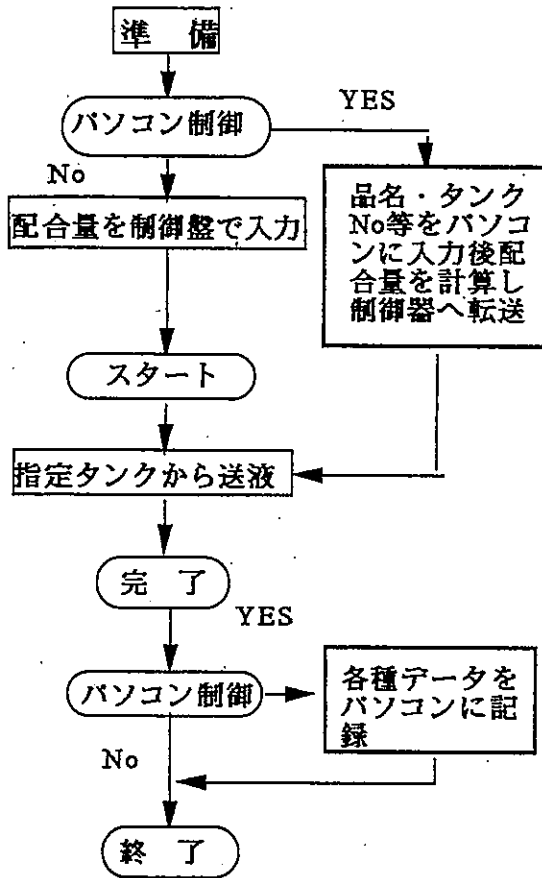 準　備
パソコン制御
YES
No
配合量を制御盤で入力
品名・タンク
No等をパソコ
ンに入力後配
合量を計算し
制御器へ転送
スタート
指定タンクから送液
完　了
YES
パソコン制御
各種データを
パソコンに記
録
No
終　了